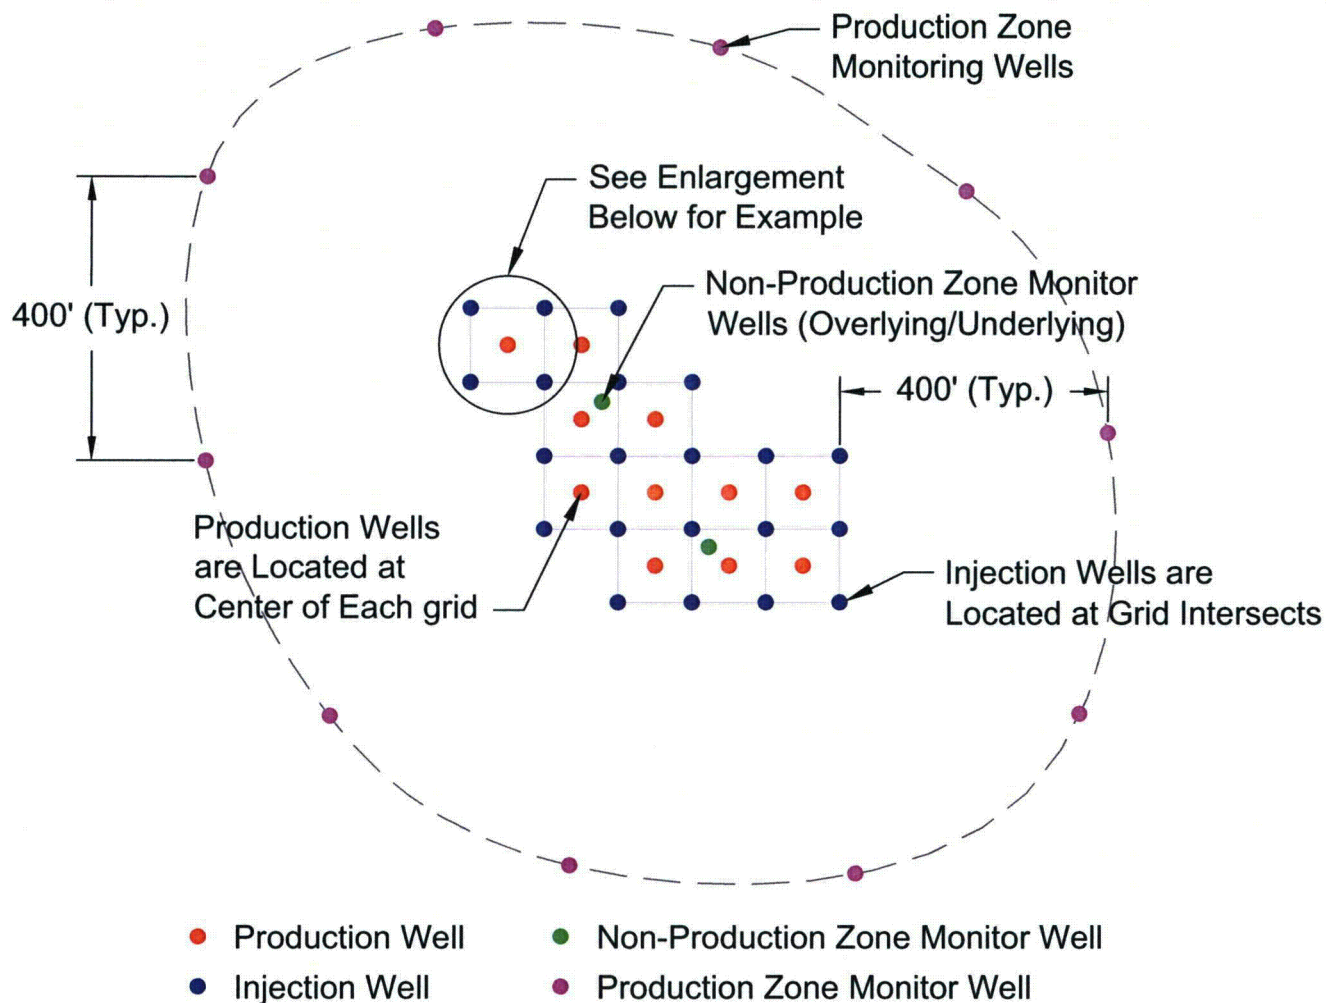 Production Zone
Monitoring Wells
See Enlargement
Below for Example
Non-Production Zone Monitor
Wells (Overlying/Underlying)
400' (Typ.)
400' (Typ.)
Production Wells
are Located at
Center of Each grid
Injection Wells are
Located at Grid Intersects
Production Well
Non-Production Zone Monitor Well
Injection Well
Production Zone Monitor Well